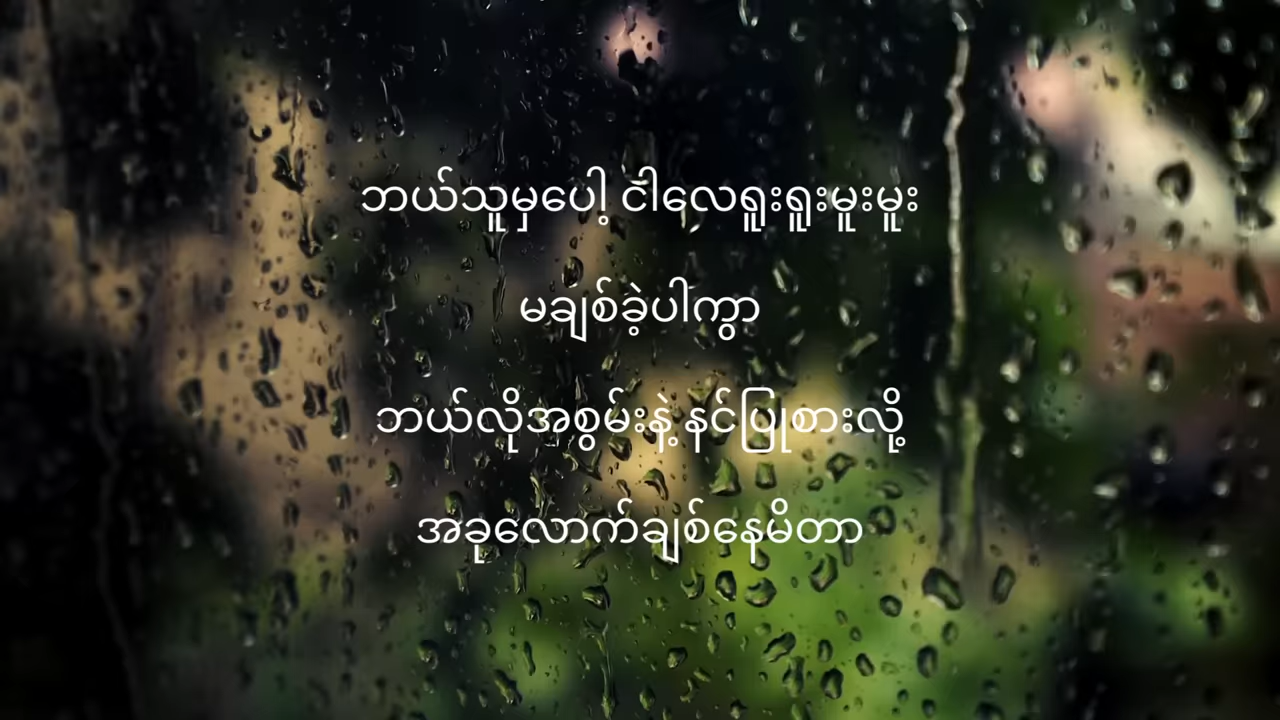 ဘယ်သူမှပေါ့ ငါလေရူးရူးမူးမူး
မချစ်ခဲ့ပါကွာ
ဘယ်လိုအစွမ်းနဲ့ နင်ပြုစားလို့
အခုလောက်ချစ်နေမိတာ